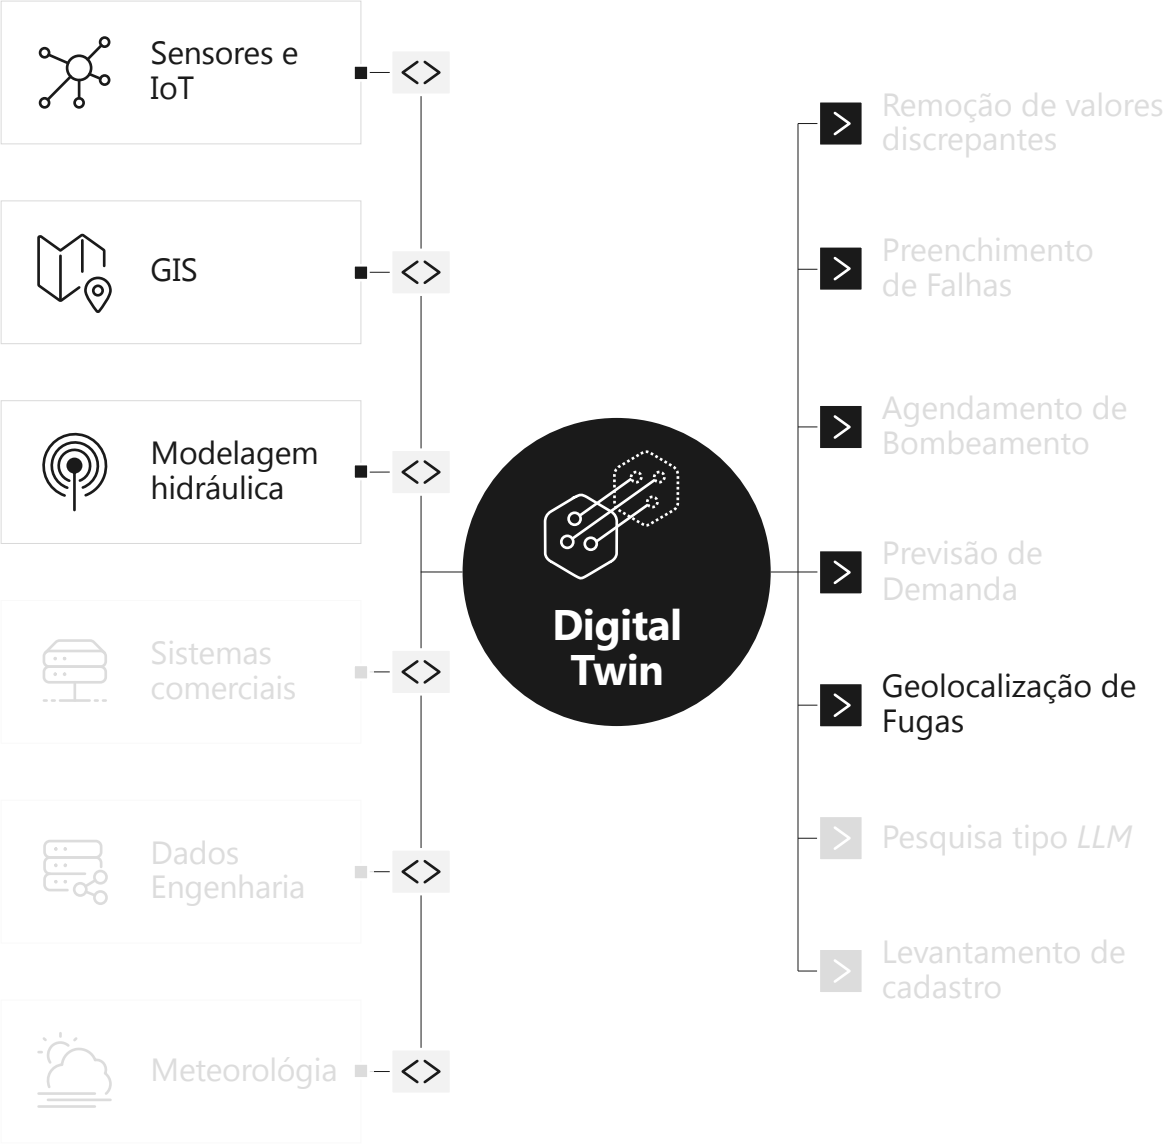 Sensores e
IoT
GIS
Modelagem
hidráulica
Sistemas
comerciais
Dados
Engenharia
Meteorológia
Digital
Twin
Remoção de valores
discrepantes
Preenchimento
de Falhas
Agendamento de
Bombeamento
Previsão de
Demanda
Geolocalização de
Fugas
Pesquisa tipo LLM
Levantamento de
cadastro